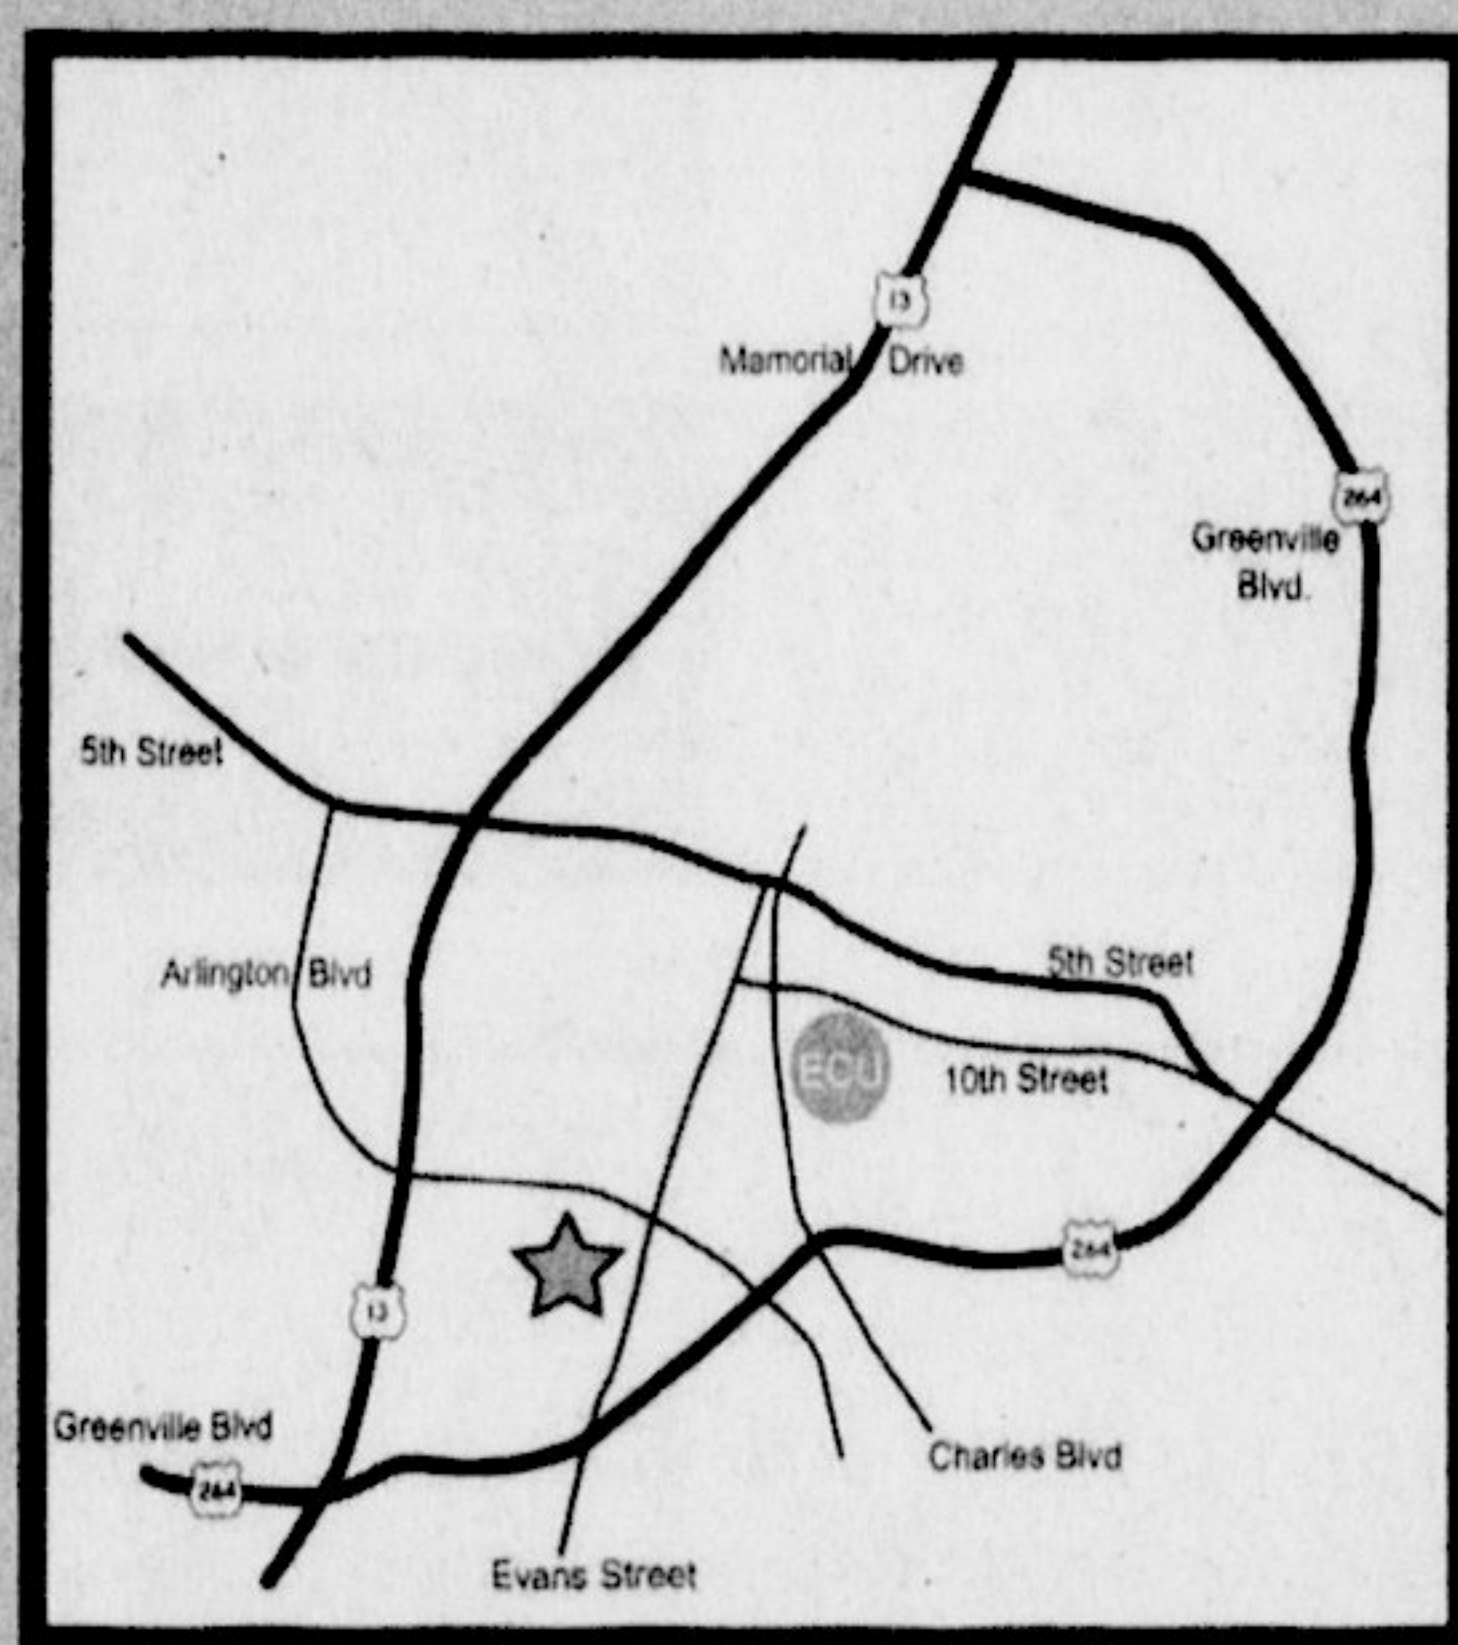 13
Mamorial Drive
264
Greenville
Blvd.
5th Street
Arlington Blvd
5th Street
ECU
10th Street
264
13
Greenville Blvd
264
Charles Blvd
Evans Street